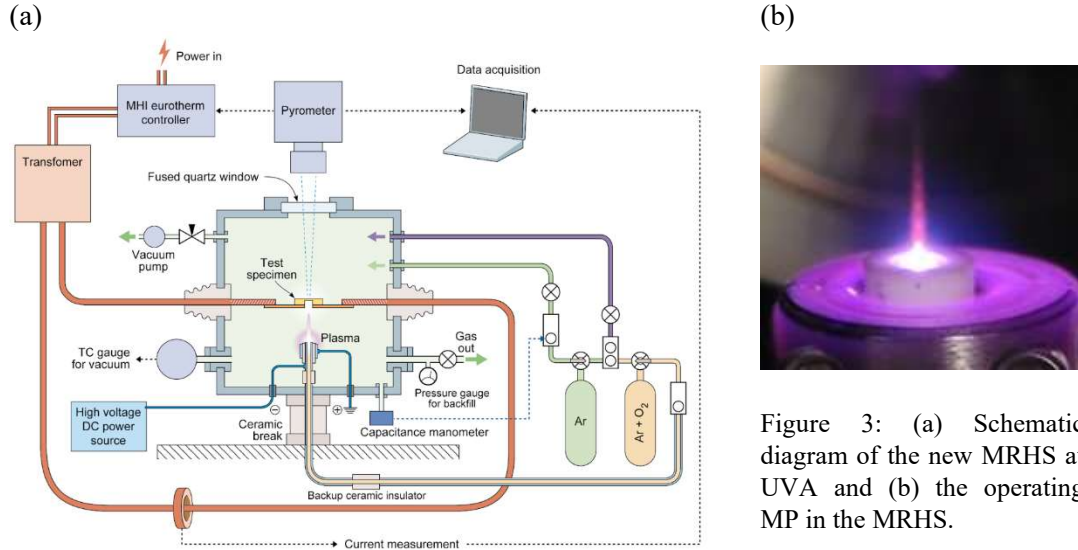 (a)
(b)
Power in
MHI eurotherm
controller
Pyrometer
Data acquisition
Transfomer
Fused quartz window
Vacuum
pump
Test
specimen
Plasma
Gas
out
TC gauge
for vacuum
Pressure gauge
for backfill
High voltage
DC power
source
−
+
Ceramic
break
Capacitance manometer
Ar
Ar + O2
Backup ceramic insulator
Current measurement
Figure 3: (a) Schematic
diagram of the new MRHS a
UVA and (b) the operating
MP in the MRHS.